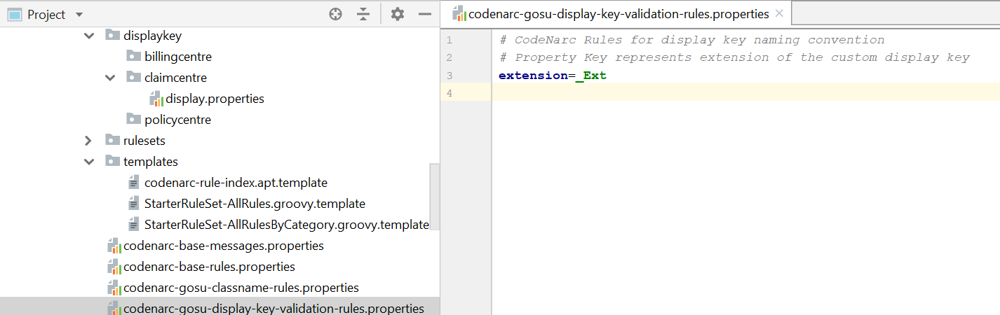 Project
displaykey
billingcentre
claimcentre
display.properties
policycentre
rulesets
templates
codenarc-rule-index.apt.template
StarterRuleSet-AllRules.groovy.template
StarterRuleSet-AllRulesByCategory.groovy.template
codenarc-base-messages.properties
codenarc-base-rules.properties
codenarc-gosu-classname-rules.properties
codenarc-gosu-display-key-validation-rules.properties
codenarc-gosu-display-key-validation-rules.properties
1 # CodeNarc Rules for display key naming convention
2 # Property Key represents extension of the custom display key
3 extension=_Ext
4